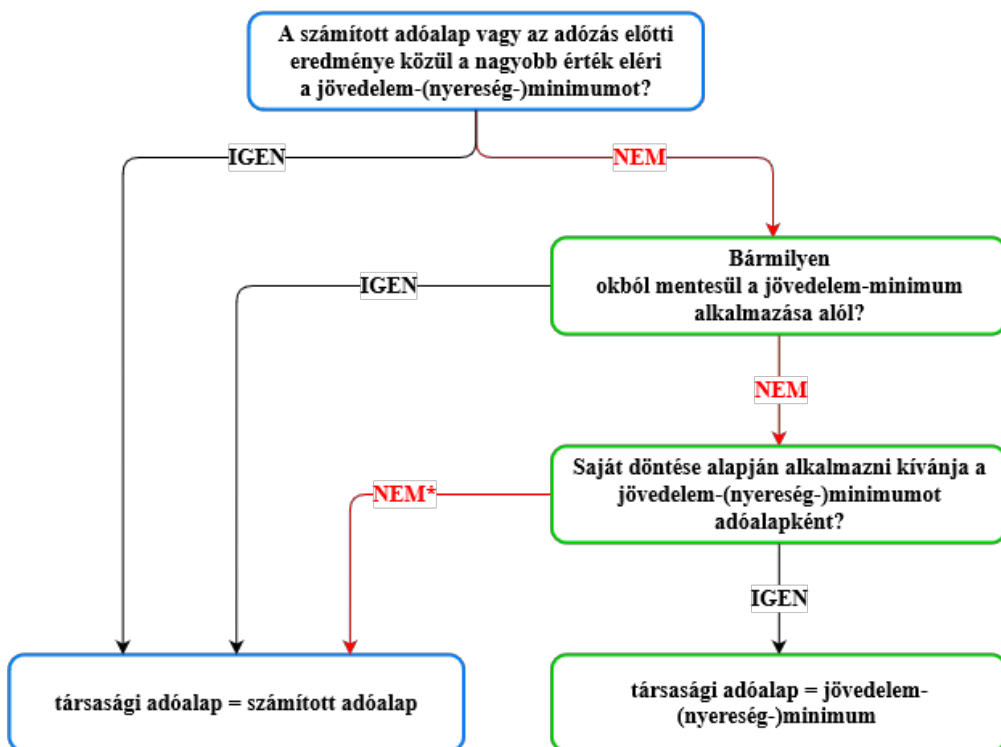 A számított adóalap vagy az adózás előtti
eredménye közül a nagyobb érték eléri
a jövedelem-(nyereség-)minimumot?
IGEN
NEM
Bármilyen
okból mentesül a jövedelem-minimum
alkalmazása alól?
IGEN
NEM
Saját döntése alapján alkalmazni kívánja a
jövedelem-(nyereség-)minimumot
adóalapként?
NEM*
IGEN
társasági adóalap = számított adóalap
társasági adóalap = jövedelem-
(nyereség-)minimum